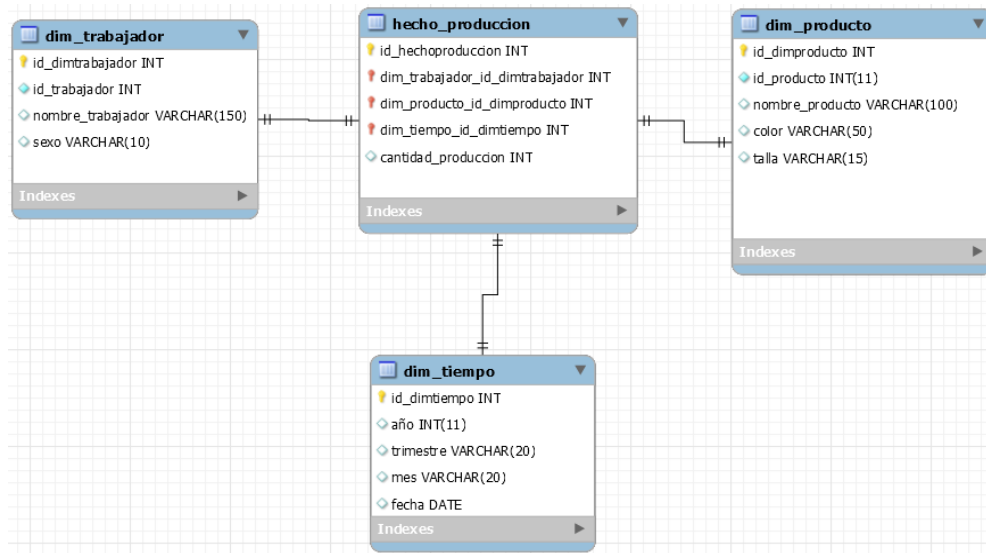 dim_trabajador
id_dimtrabajador INT
id_trabajador INT
nombre_trabajador VARCHAR(150)
sexo VARCHAR(10)
Indexes
hecho_produccion
id_hechoproduccion INT
dim_trabajador_id_dimtrabajador INT
dim_producto_id_dimproducto INT
dim_tiempo_id_dimtiempo INT
cantidad_produccion INT
Indexes
dim_producto
id_dimproducto INT
id_producto INT(11)
nombre_producto VARCHAR(100)
color VARCHAR(50)
talla VARCHAR(15)
Indexes
dim_tiempo
id_dimtiempo INT
año INT(11)
trimestre VARCHAR(20)
mes VARCHAR(20)
fecha DATE
Indexes